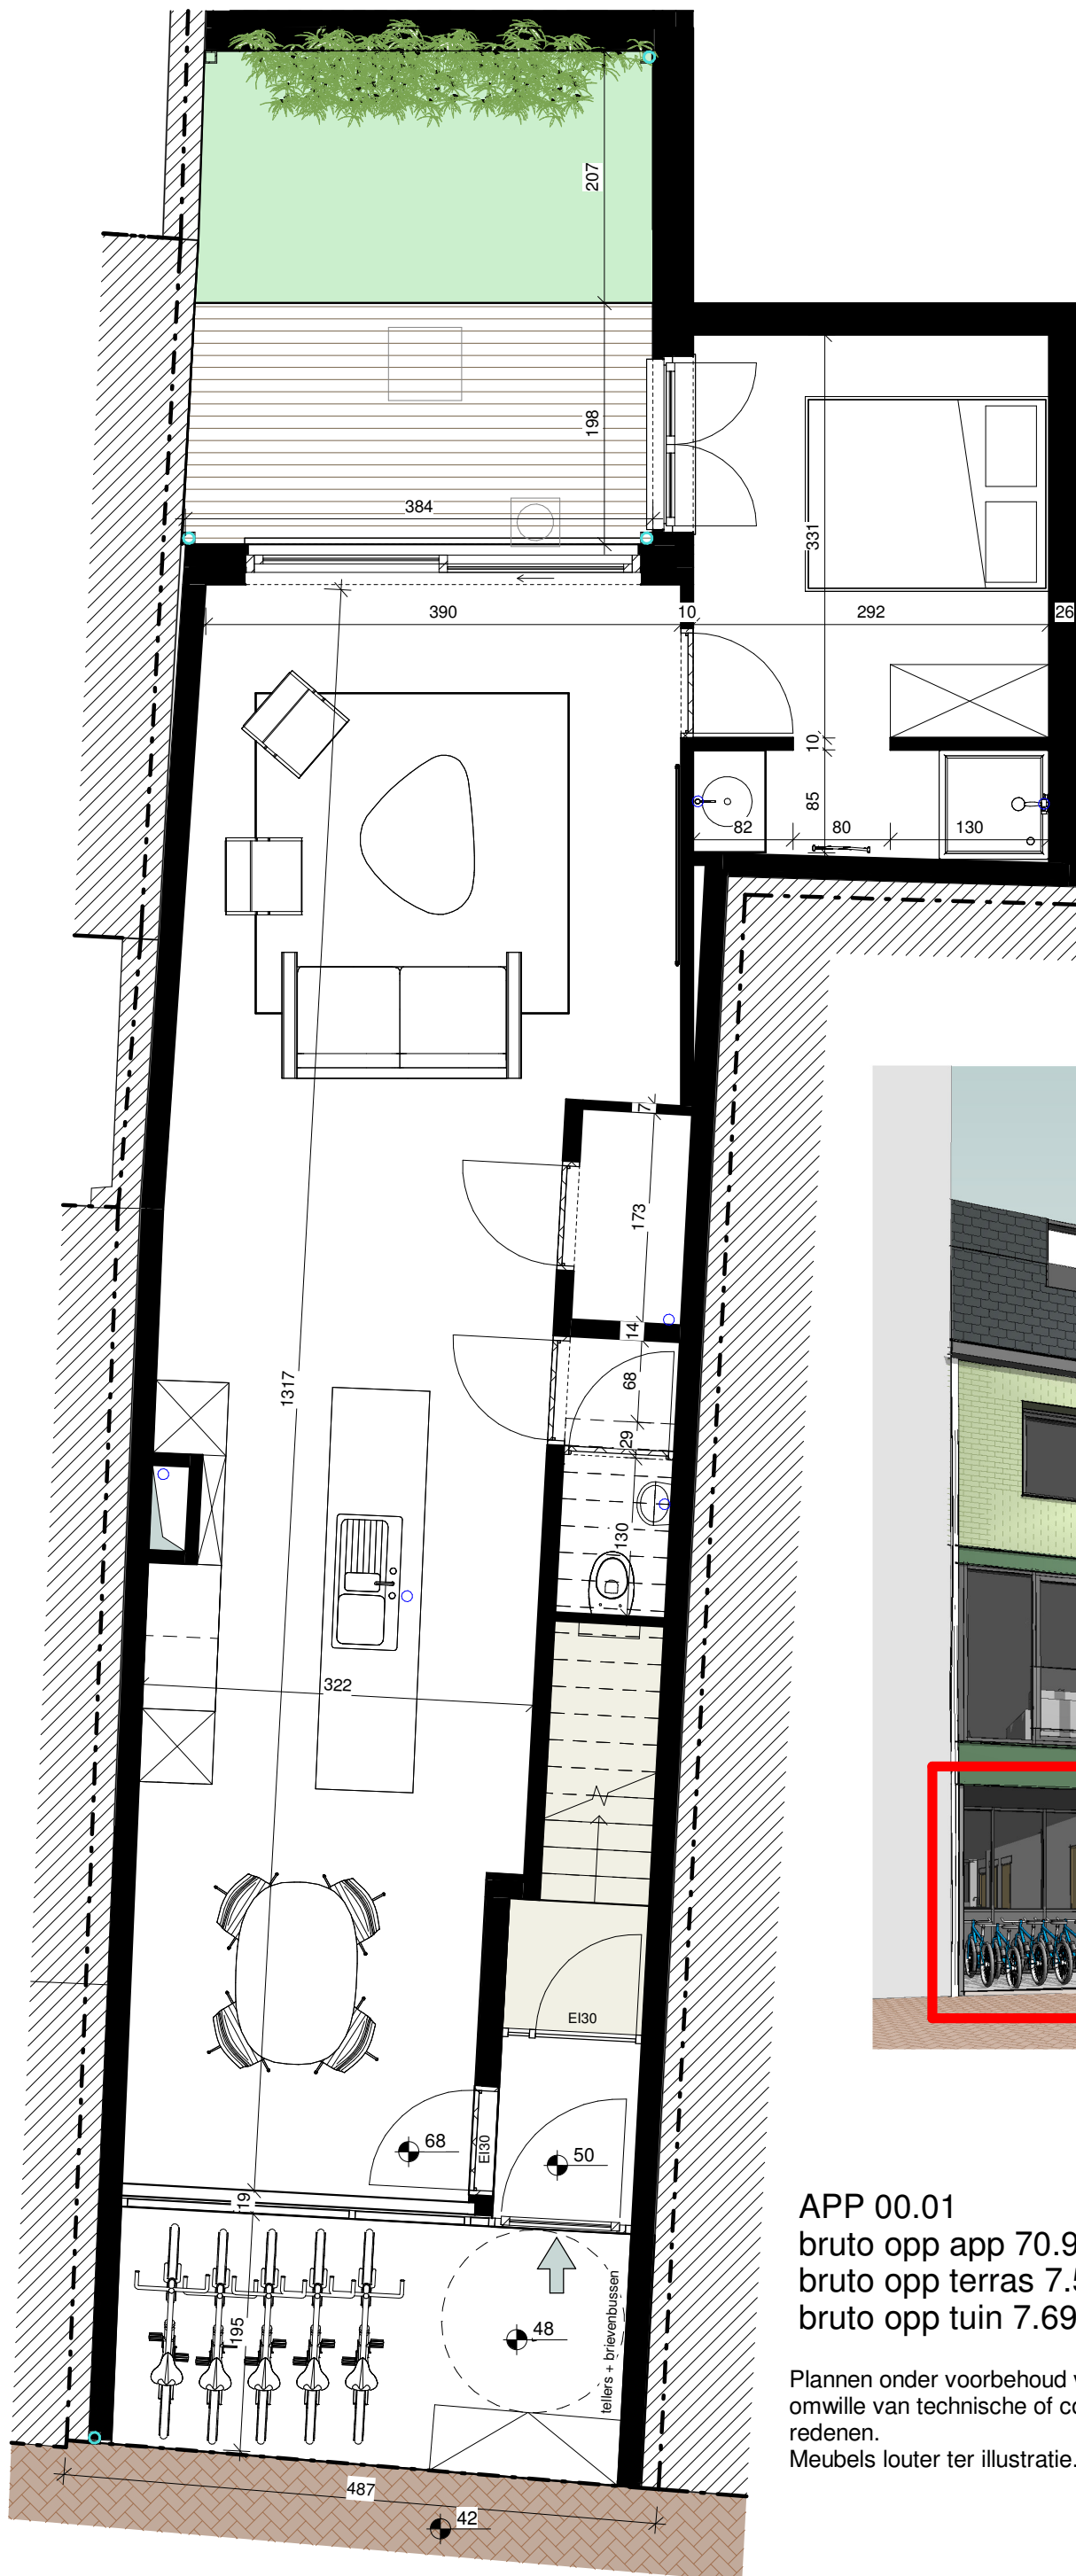 207
198
384
331
390
10
292
26
10
85
82
80
130
7
173
14
68
29
1317
130
322
EI30
68
EI30
50
19
195
48
tellers + brievenbussen
487
42
APP 00.01
bruto opp app 70.9
bruto opp terras 7.
bruto opp tuin 7.69
Plannen onder voorbehoud
omwille van technische of
redenen.
Meubels louter ter illustratie.